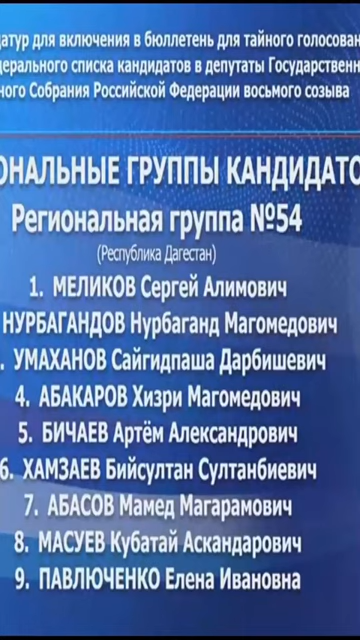 датур для включения в бюллетень для тайного голосован
дерального списка кандидатов в депутаты Государственн
ного Собрания Российской Федерации восьмого созыва
ОНАЛЬНЫЕ ГРУППЫ КАНДИДАТО
Региональная группа №54
(Республика Дагестан)
1. МЕЛИКОВ Сергей Алимович
НУРБАГАНДОВ Нурбаганд Магомедович
. УМАХАНОВ Сайгидпаша Дарбишевич
4. АБАКАРОВ Хизри Магомедович
5. БИЧАЕВ Артём Александрович
6. ХАМЗАЕВ Бийсултан Султанбиевич
7. АБАСОВ Мамед Магарамович
8. МАСУЕВ Кубатай Аскандарович
9. ПАВЛЮЧЕНКО Елена Ивановна